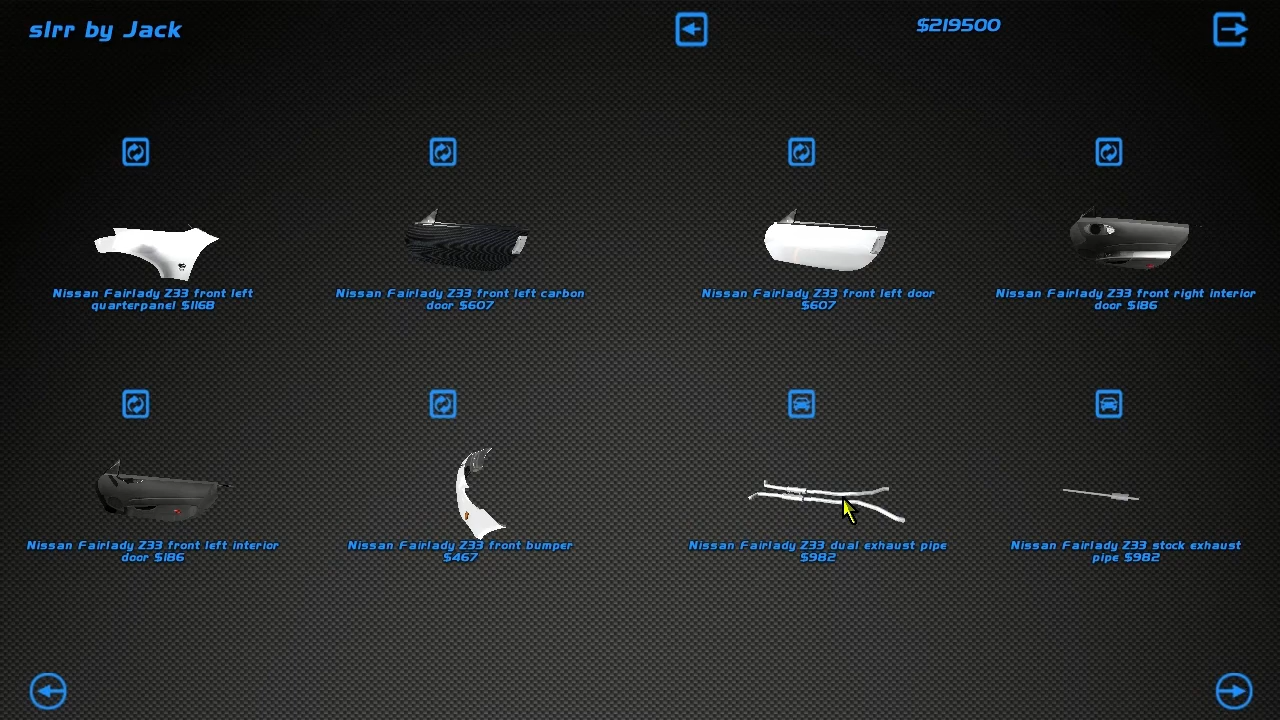 slrr by Jack
$219500
Nissan Fairlady Z33 front left
quarterpanel $1168
Nissan Fairlady Z33 front left carbon
door $607
Nissan Fairlady Z33 front left door
$607
Nissan Fairlady Z33 front right interior
door $186
Nissan Fairlady Z33 front left interior
door $186
Nissan Fairlady Z33 front bumper
$467
Nissan Fairlady Z33 dual exhaust pipe
$982
Nissan Fairlady Z33 stock exhaust
pipe $982